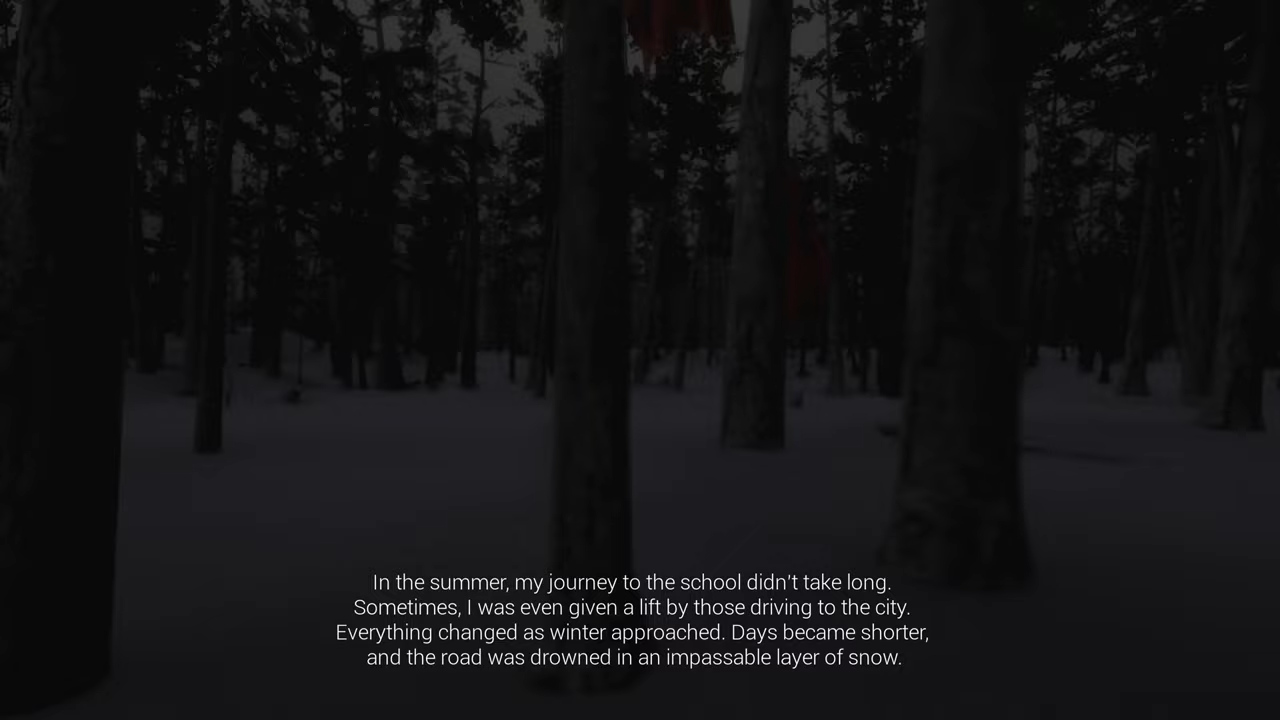 In the summer, my journey to the school didn't take long.
Sometimes, I was even given a lift by those driving to the city.
Everything changed as winter approached. Days became shorter,
and the road was drowned in an impassable layer of snow.